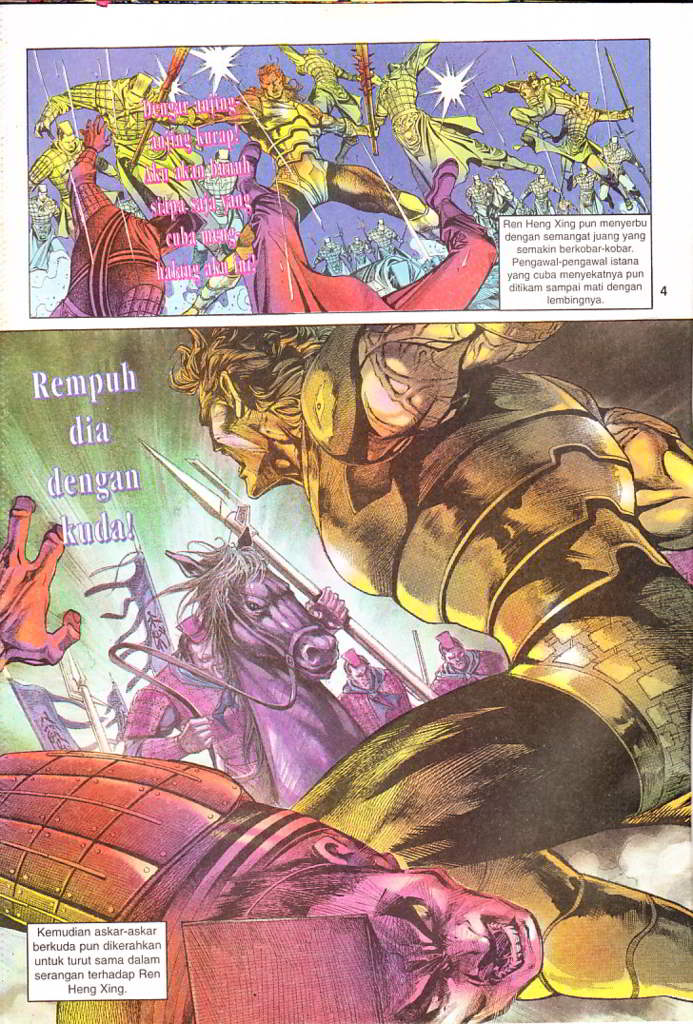 Dengar anjing
anjing kurap!
Aku akan bunuh
siapa saja yang
cuba meng-
halang aku ini!
Ren Heng Xing pun menyerbu
dengan semangat juang yang
semakin berkobar-kobar.
Pengawal-pengawal istana
yang cuba menyekatnya pun
ditikam sampai mati dengan
lembingnya.
4
Rempuh
dia
dengan
kuda!
Kemudian askar-askar
berkuda pun dikerahkan
untuk turut sama dalam
serangan terhadap Ren
Heng Xing.